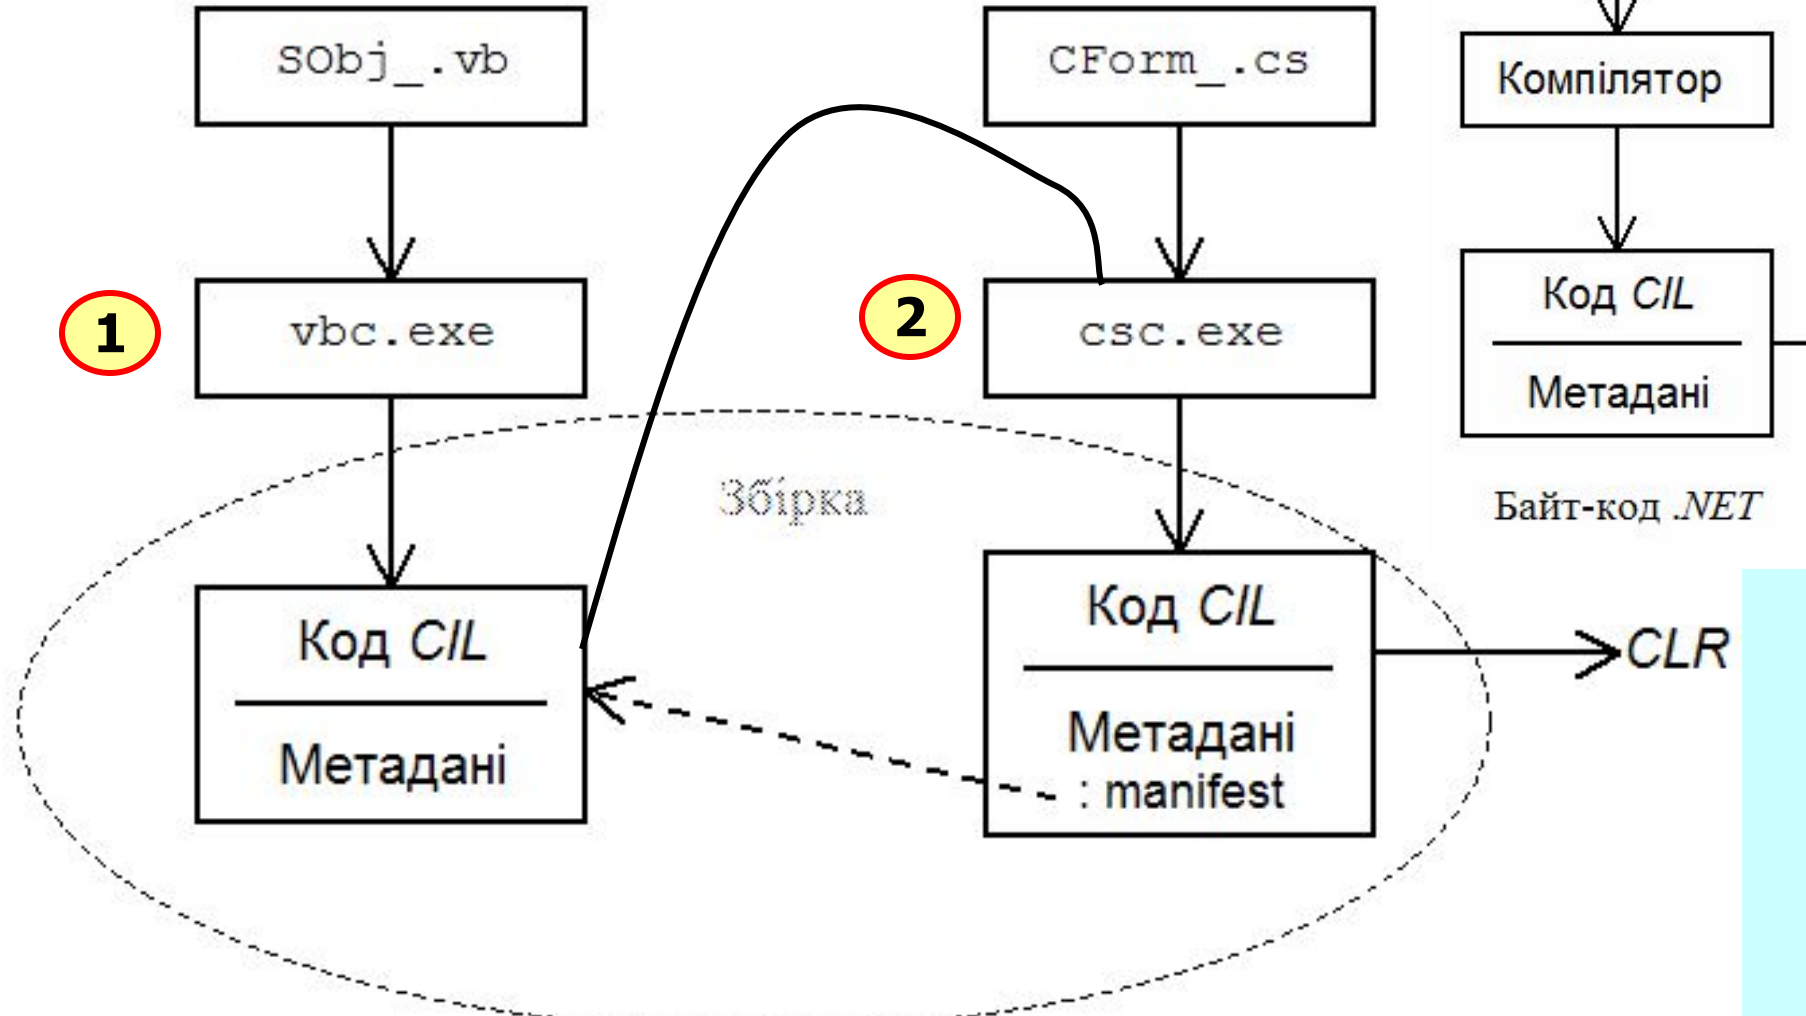 SObj_.vb
CForm_.cs
Компілятор
1
vbc.exe
2
csc.exe
Код CIL
Метадані
Збірка
Байт-код .NET
Код CIL
Метадані
Код CIL
Метадані
: manifest
CLR